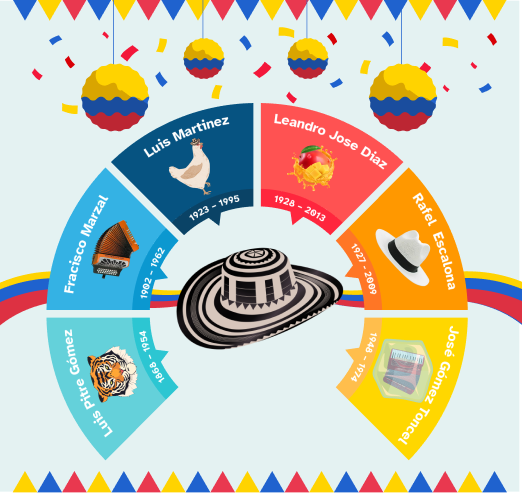 Luis Pitre Gómez
1868 - 1954
Fracisco Marzal
1902 - 1962
Luis Martinez
1923 - 1995
Leandro Jose Diaz
1928 - 2013
Rafel Escalona
1927 - 2009
José Gómez Toncel
1948 - 1974